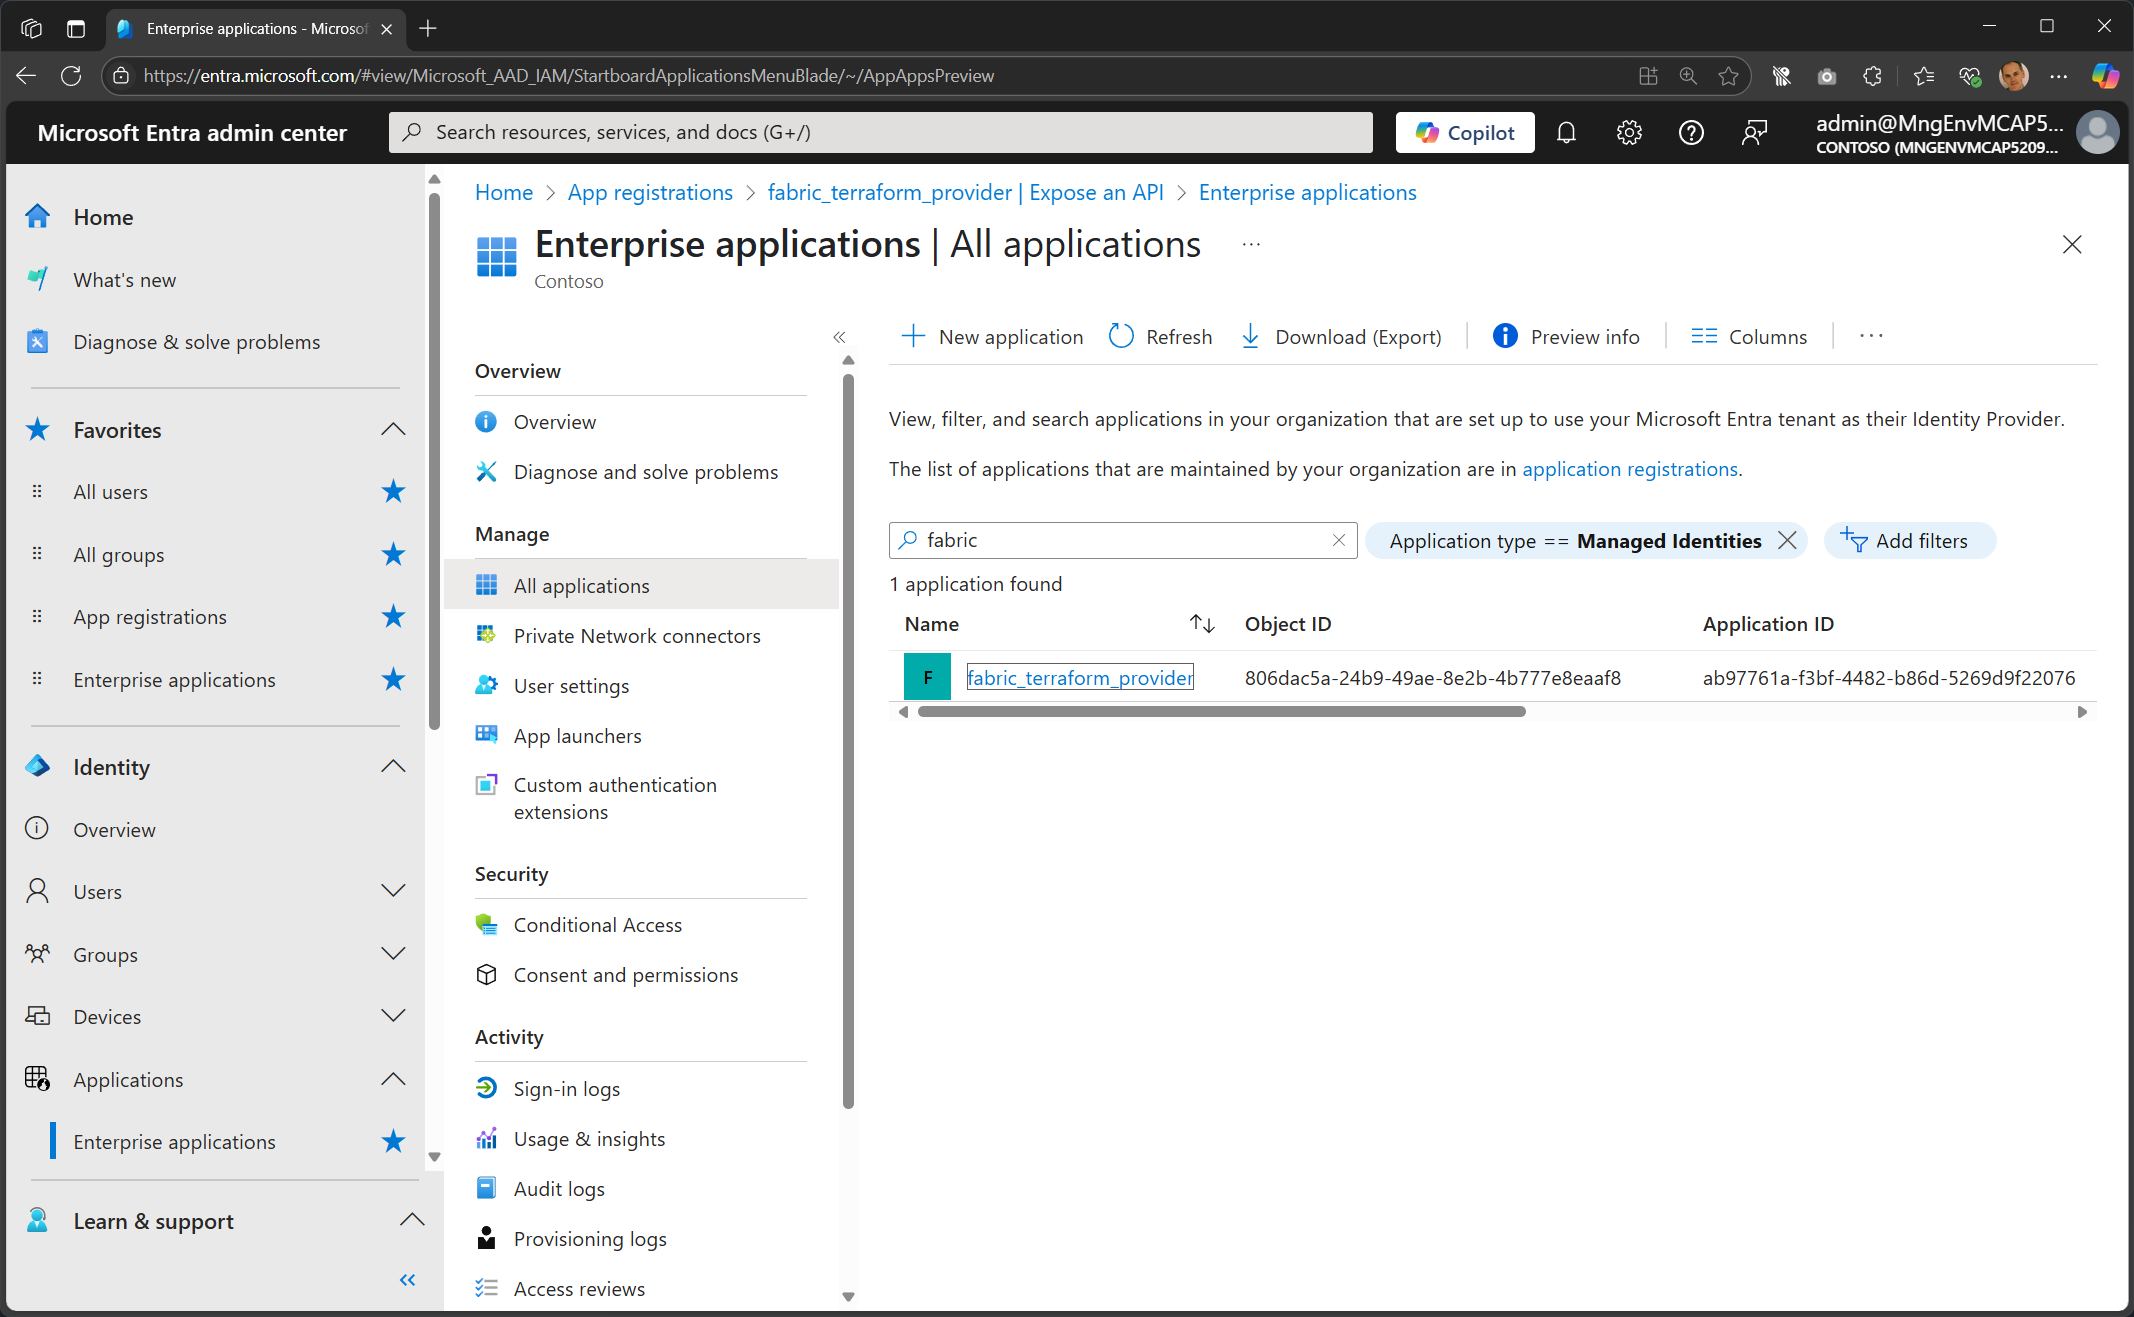 Enterprise applications - Microsof
https://entra.microsoft.com/#view/Microsoft_AAD_IAM/StartboardApplicationsMenuBlade/~/AppAppsPreview
Microsoft Entra admin center
Search resources, services, and docs (G+/)
Copilot
admin@MngEnvMCAP5...
CONTOSO (MNGENVMCAP5209...
Home
What's new
Diagnose & solve problems
Favorites
All users
All groups
App registrations
Enterprise applications
Identity
Overview
Users
Groups
Devices
Applications
Enterprise applications
Learn & support
Home > App registrations > fabric_terraform_provider | Expose an API > Enterprise applications
Enterprise applications | All applications ...
Contoso
Overview
Overview
Diagnose and solve problems
Manage
All applications
Private Network connectors
User settings
App launchers
Custom authentication
extensions
Security
Conditional Access
Consent and permissions
Activity
Sign-in logs
Usage & insights
Audit logs
Provisioning logs
Access reviews
New application Refresh Download (Export) Preview info Columns ...
View, filter, and search applications in your organization that are set up to use your Microsoft Entra tenant as their Identity Provider.
The list of applications that are maintained by your organization are in application registrations.
fabric
Application type == Managed Identities
Add filters
1 application found
Name Object ID Application ID
F fabric_terraform_provider 806dac5a-24b9-49ae-8e2b-4b777e8eaaf8 ab97761a-f3bf-4482-b86d-5269d9f22076